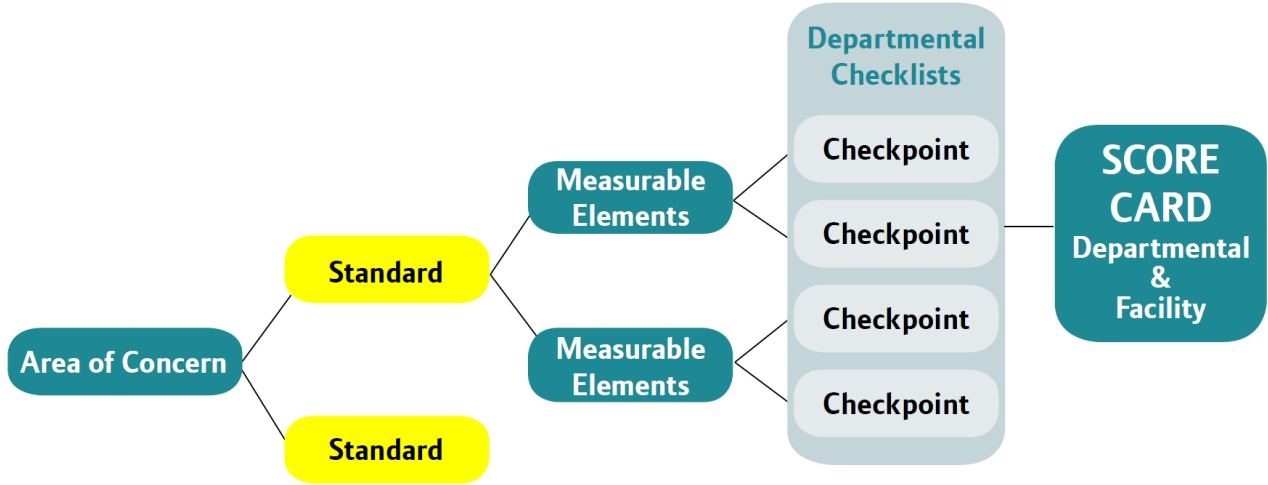 Area of Concern
Standard
Standard
Measurable
Elements
Measurable
Elements
Departmental
Checklists
Checkpoint
Checkpoint
Checkpoint
Checkpoint
SCORE
CARD
Departmental
&
Facility